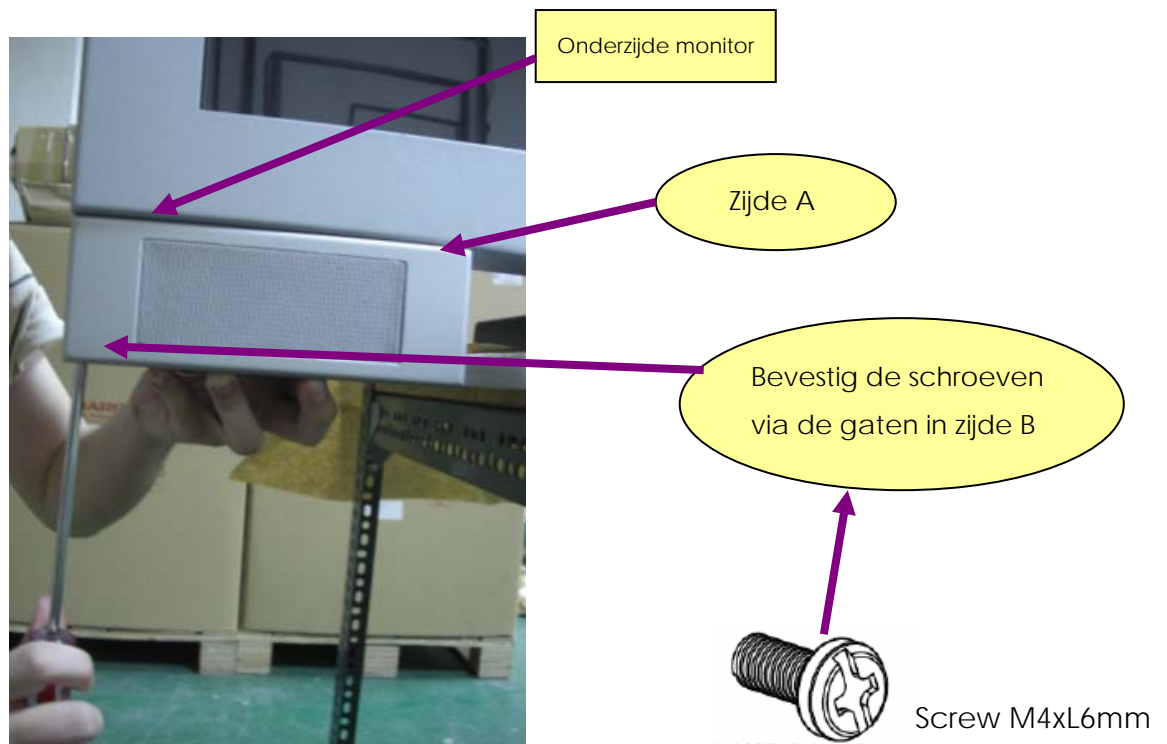 Onderzijde monitor
Zijde A
Bevestig de schroeven
via de gaten in zijde B
Screw M4xL6mm